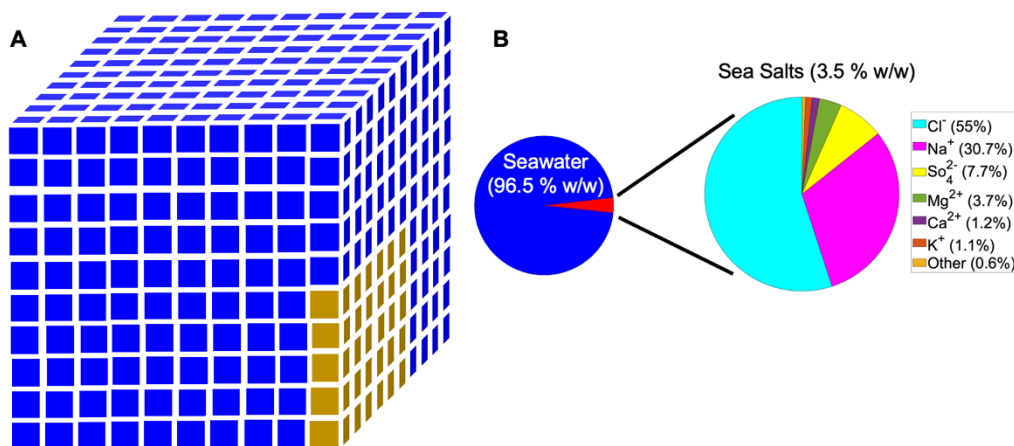 A
B
Sea Salts (3.5 % w/w)
Seawater
(96.5 % w/w)
Cl⁻ (55%)
Na⁺ (30.7%)
So₄²⁻ (7.7%)
Mg²⁺ (3.7%)
Ca²⁺ (1.2%)
K⁺ (1.1%)
Other (0.6%)